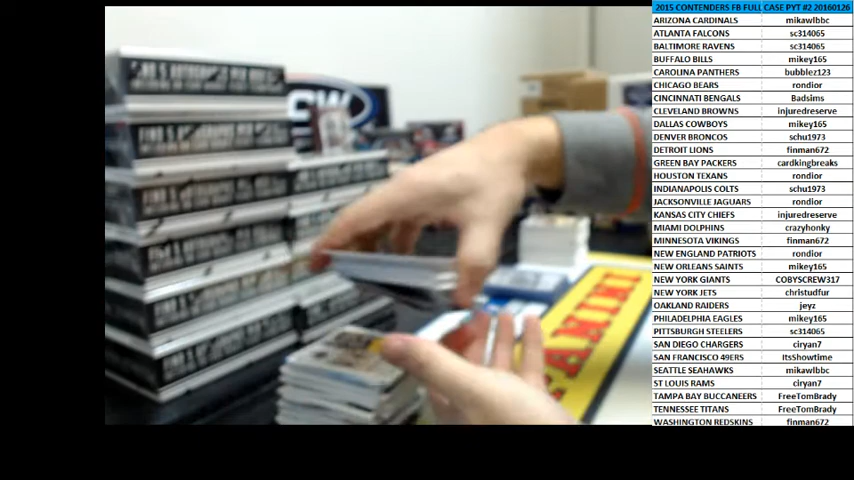 2015 CONTENDERS FB FULL CASE PYT #2 20160126
ARIZONA CARDINALS mikawlbbc
ATLANTA FALCONS sc314065
BALTIMORE RAVENS sc314065
BUFFALO BILLS mikey165
CAROLINA PANTHERS bubblez123
CHICAGO BEARS rondior
CINCINNATI BENGALS Badsims
CLEVELAND BROWNS injuredreserve
DALLAS COWBOYS mikey165
DENVER BRONCOS schu1973
DETROIT LIONS finman672
GREEN BAY PACKERS cardkingbreaks
HOUSTON TEXANS rondior
INDIANAPOLIS COLTS schu1973
JACKSONVILLE JAGUARS rondior
KANSAS CITY CHIEFS injuredreserve
MIAMI DOLPHINS crazyhonky
MINNESOTA VIKINGS finman672
NEW ENGLAND PATRIOTS rondior
NEW ORLEANS SAINTS mikey165
NEW YORK GIANTS COBYSCREW317
NEW YORK JETS christudfur
OAKLAND RAIDERS jeyz
PHILADELPHIA EAGLES mikey165
PITTSBURGH STEELERS sc314065
SAN DIEGO CHARGERS ciryan7
SAN FRANCISCO 49ERS ItsShowtime
SEATTLE SEAHAWKS mikawlbbc
ST LOUIS RAMS ciryan7
TAMPA BAY BUCCANEERS FreeTomBrady
TENNESSEE TITANS FreeTomBrady
WASHINGTON REDSKINS finman672